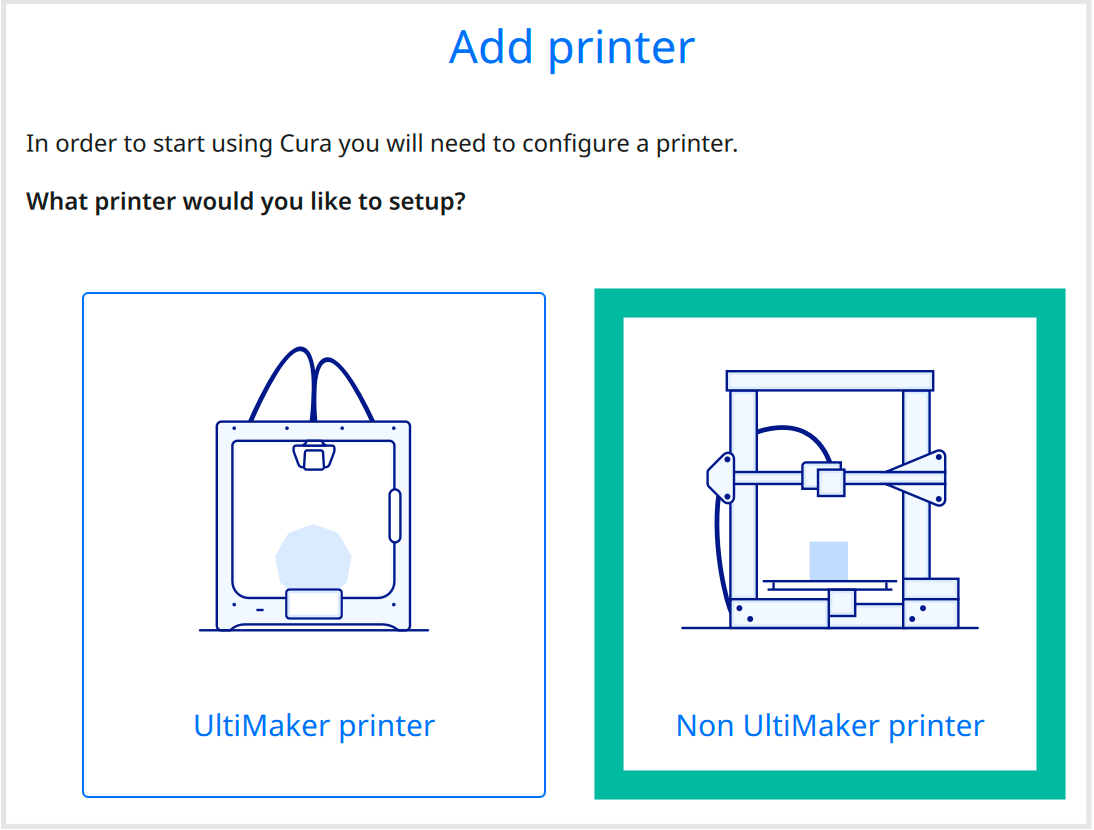 Add printer
In order to start using Cura you will need to configure a printer.
What printer would you like to setup?
UltiMaker printer
Non UltiMaker printer